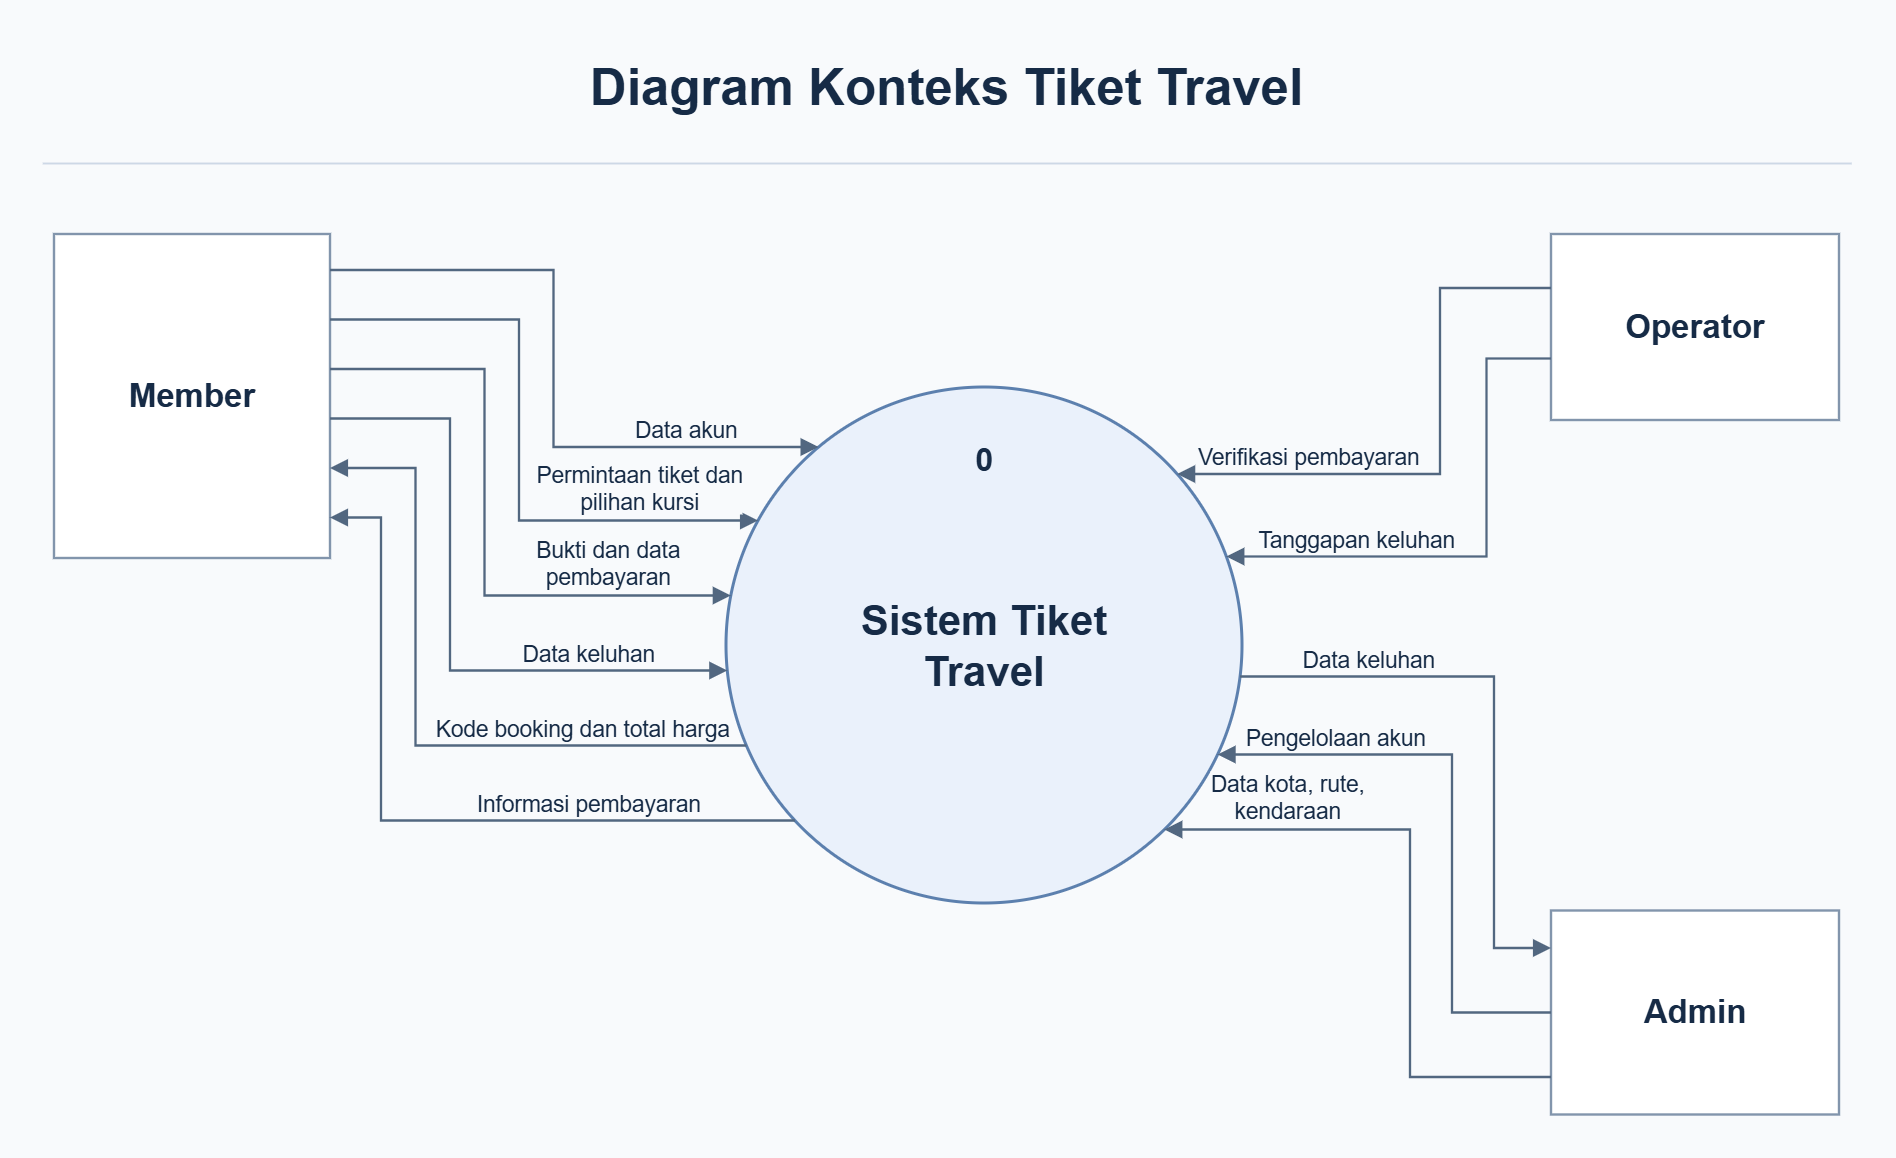 Diagram Konteks Tiket Travel
Member
Operator
Data akun
0
Verifikasi pembayaran
Permintaan tiket dan
pilihan kursi
Tanggapan keluhan
Bukti dan data
pembayaran
Sistem Tiket
Travel
Data keluhan
Data keluhan
Kode booking dan total harga
Pengelolaan akun
Informasi pembayaran
Data kota, rute,
kendaraan
Admin